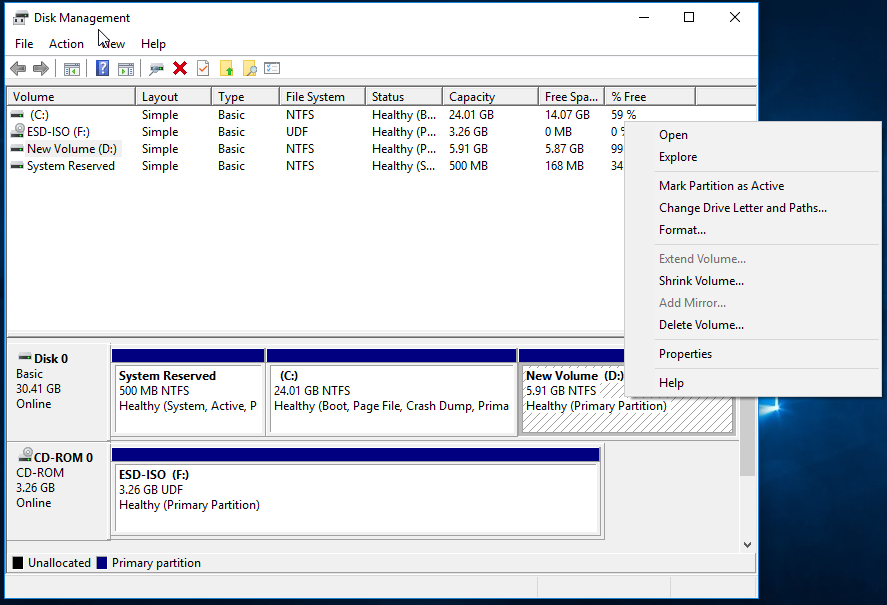 Disk Management
File Action View Help
Volume Layout Type File System Status Capacity Free Spa... % Free
(C:) Simple Basic NTFS Healthy (B... 24.01 GB 14.07 GB 59 %
ESD-ISO (F:) Simple Basic UDF Healthy (P... 3.26 GB 0 MB 0 %
New Volume (D:) Simple Basic NTFS Healthy (P... 5.91 GB 5.87 GB 99
System Reserved Simple Basic NTFS Healthy (S... 500 MB 168 MB 34
Open
Explore
Mark Partition as Active
Change Drive Letter and Paths...
Format...
Extend Volume...
Shrink Volume...
Add Mirror...
Delete Volume...
Properties
Help
Disk 0
Basic
30.41 GB
Online
System Reserved
500 MB NTFS
Healthy (System, Active, P
(C:)
24.01 GB NTFS
Healthy (Boot, Page File, Crash Dump, Prima
New Volume (D:)
5.91 GB NTFS
Healthy (Primary Partition)
CD-ROM 0
CD-ROM
3.26 GB
Online
ESD-ISO (F:)
3.26 GB UDF
Healthy (Primary Partition)
Unallocated Primary partition